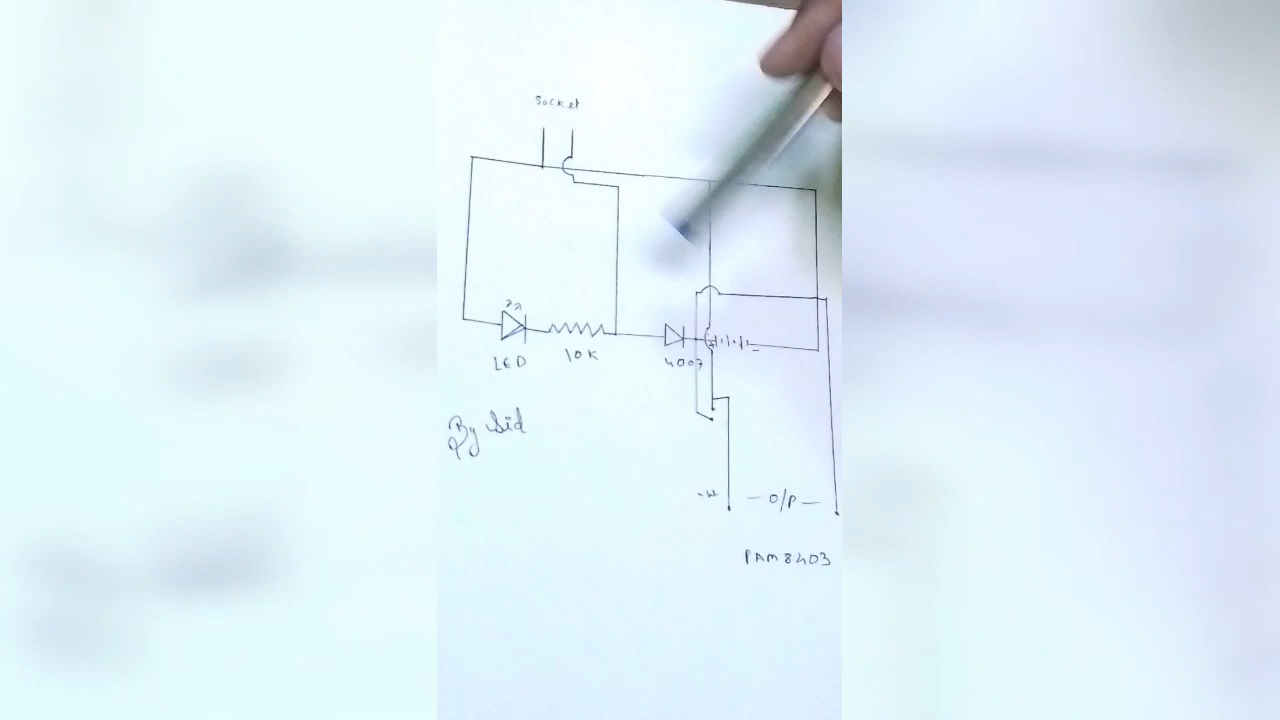 Socket
LED
10K
4007
By Sid
-ve
— O/P —
PAM8403